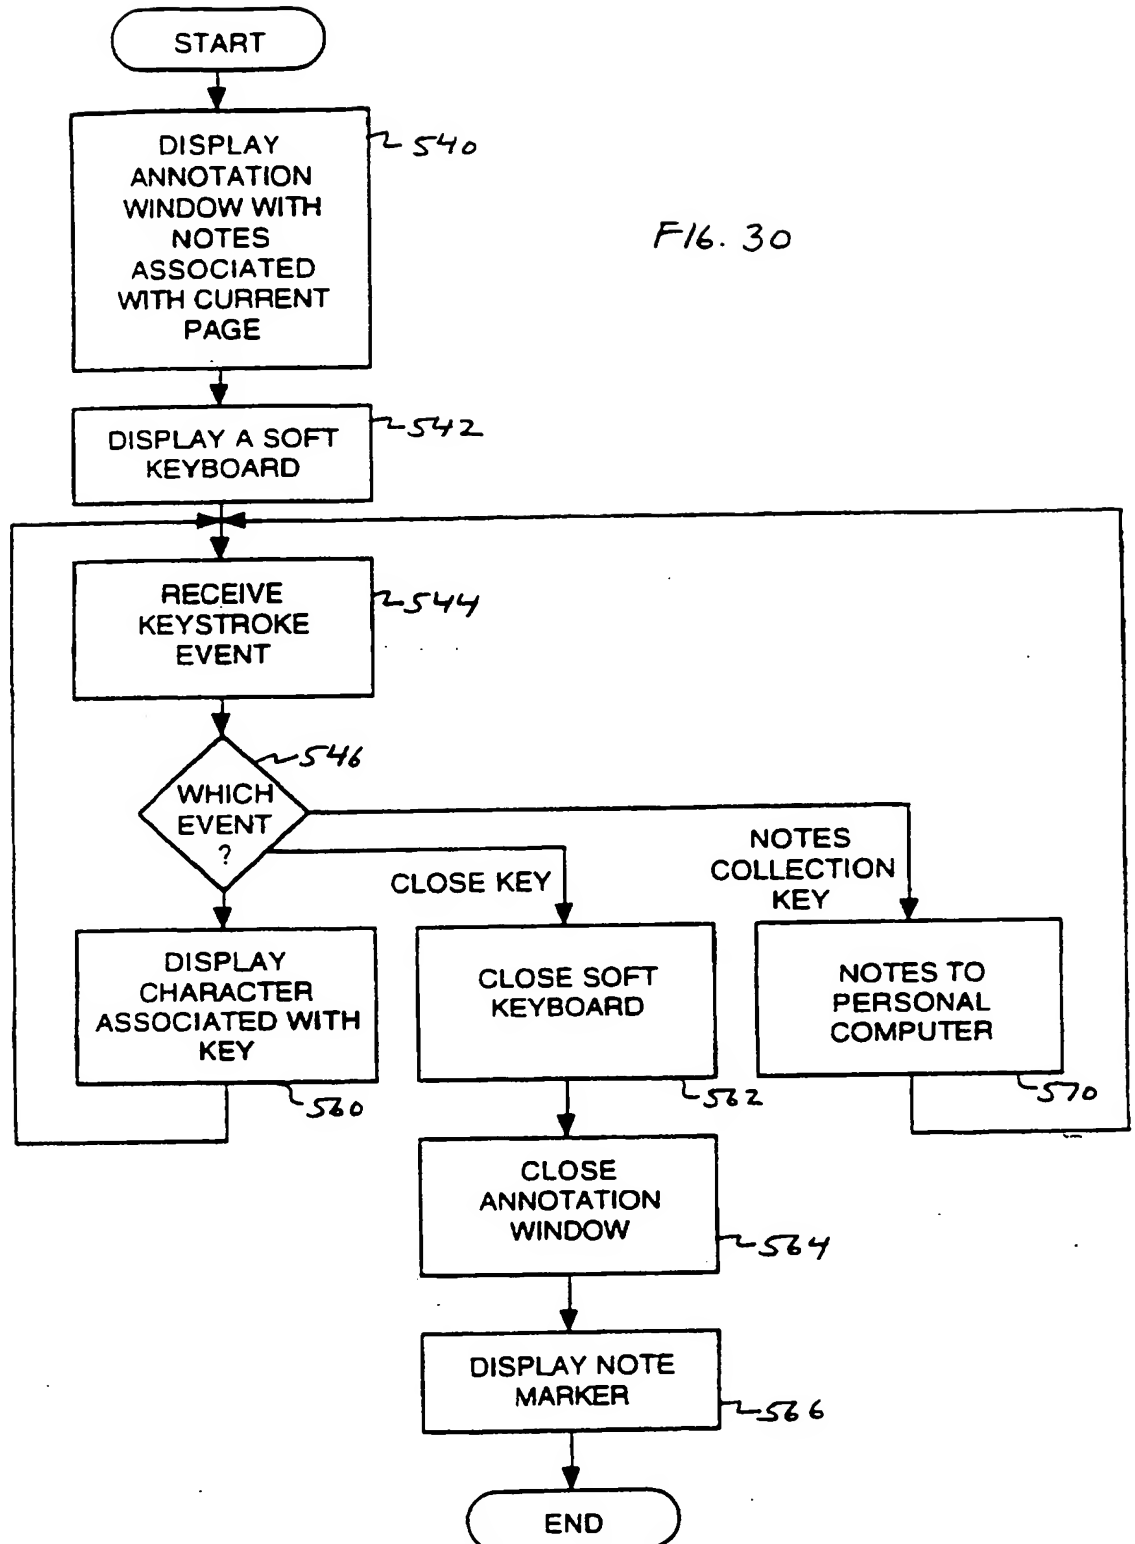 START
DISPLAY
ANNOTATION
WINDOW WITH
NOTES
ASSOCIATED
WITH CURRENT
PAGE
540
FIG. 30
DISPLAY A SOFT
KEYBOARD
542
RECEIVE
KEYSTROKE
EVENT
544
WHICH
EVENT
?
546
CLOSE KEY
NOTES
COLLECTION
KEY
DISPLAY
CHARACTER
ASSOCIATED WITH
KEY
560
CLOSE SOFT
KEYBOARD
562
NOTES TO
PERSONAL
COMPUTER
570
CLOSE
ANNOTATION
WINDOW
564
DISPLAY NOTE
MARKER
566
END